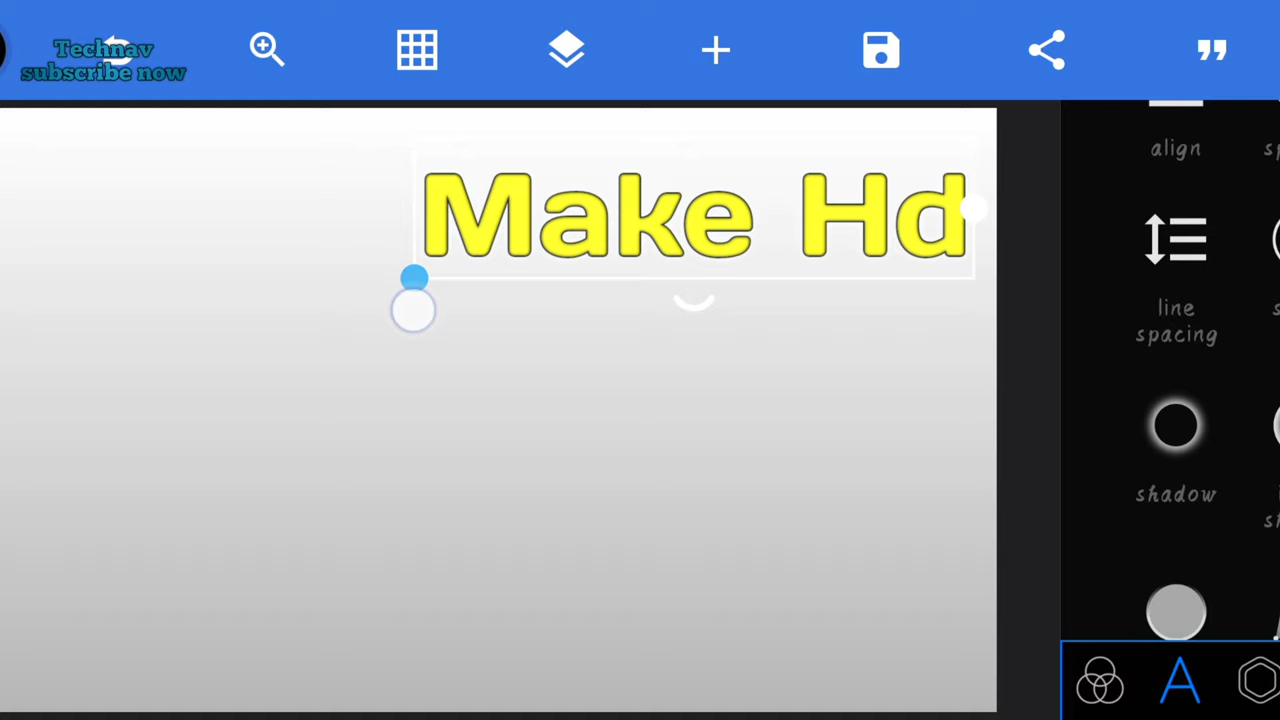 Technav
subscribe now
Make Hd
align
line
spacing
shadow